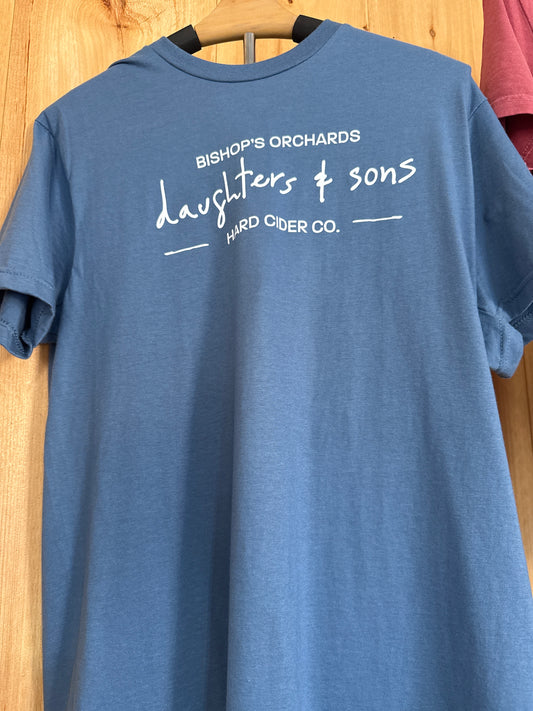 BISHOP'S ORCHARDS
daughters & sons
HARD CIDER CO.